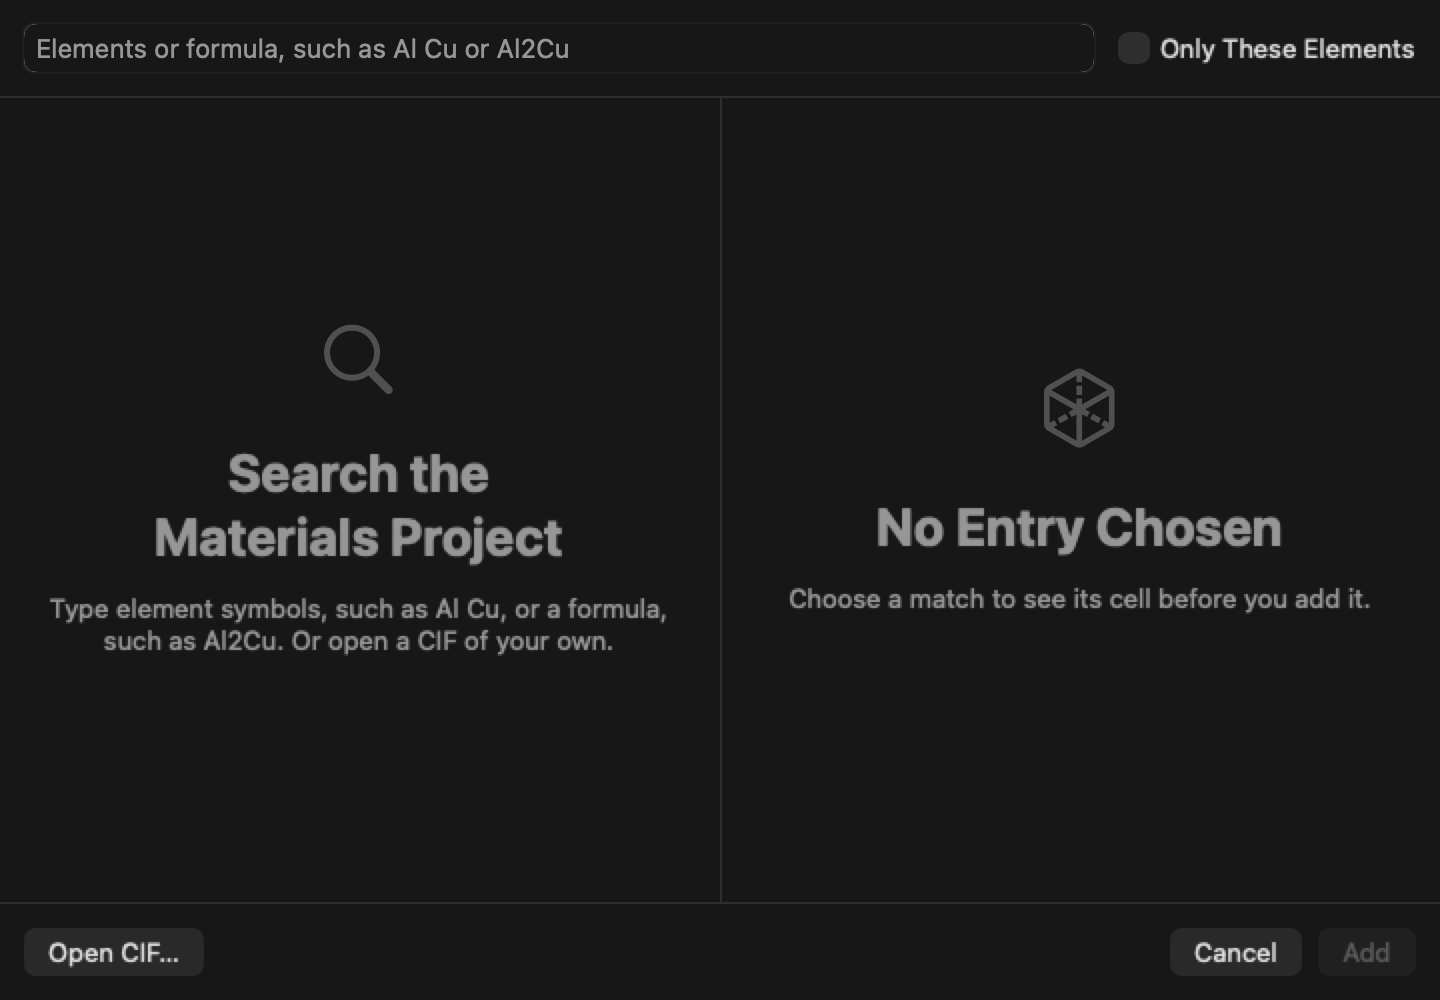 Elements or formula, such as Al Cu or Al2Cu
Only These Elements
Search the
Materials Project
Type element symbols, such as Al Cu, or a formula,
such as Al2Cu. Or open a CIF of your own.
No Entry Chosen
Choose a match to see its cell before you add it.
Open CIF...
Cancel
Add